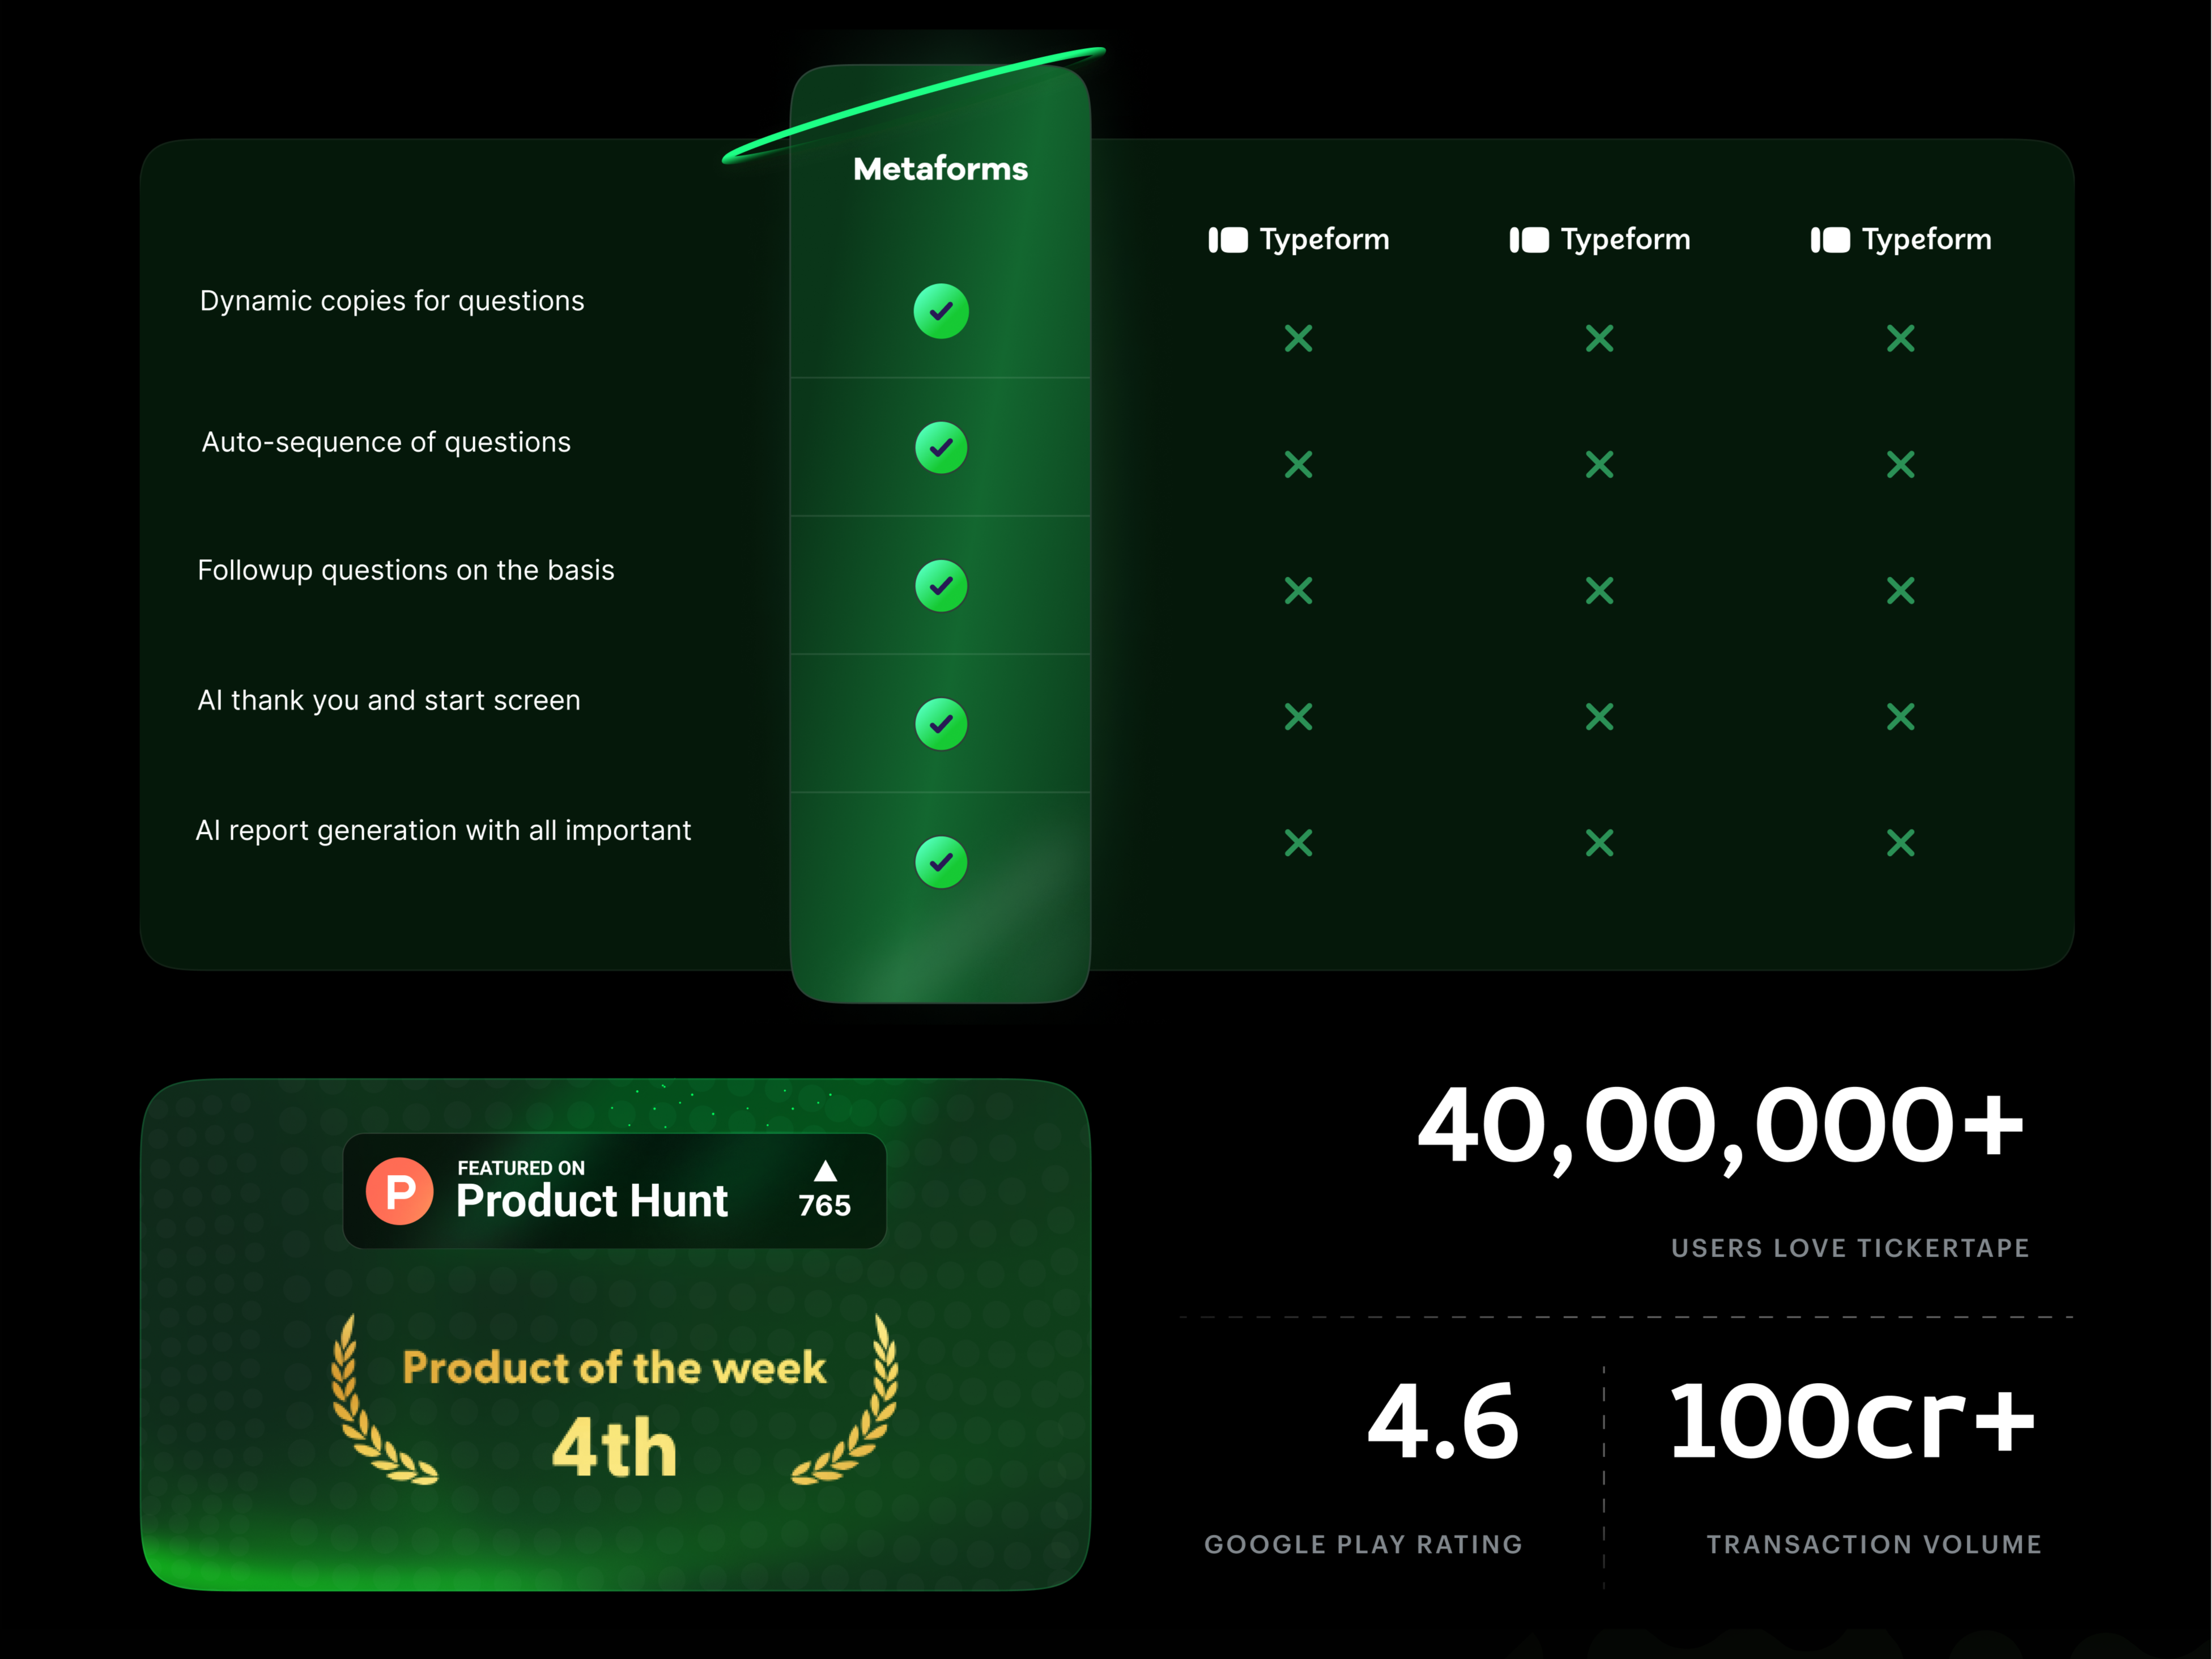 Metaforms
Typeform Typeform Typeform
Dynamic copies for questions
Auto-sequence of questions
Followup questions on the basis
AI thank you and start screen
AI report generation with all important
FEATURED ON
Product Hunt
765
Product of the week
4th
40,00,000+
USERS LOVE TICKERTAPE
4.6
GOOGLE PLAY RATING
100cr+
TRANSACTION VOLUME